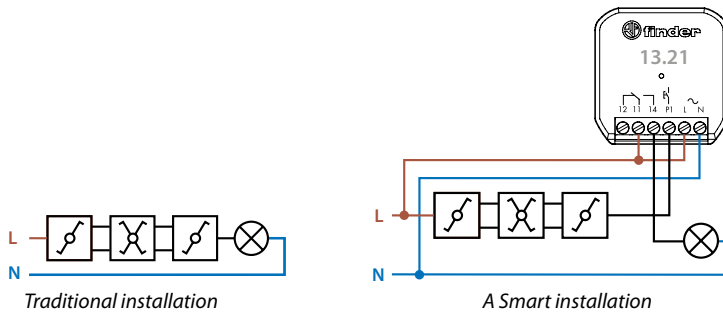 finder
13.21
12 11 14 P1 L N
L
N
Traditional installation
L
N
A Smart installation